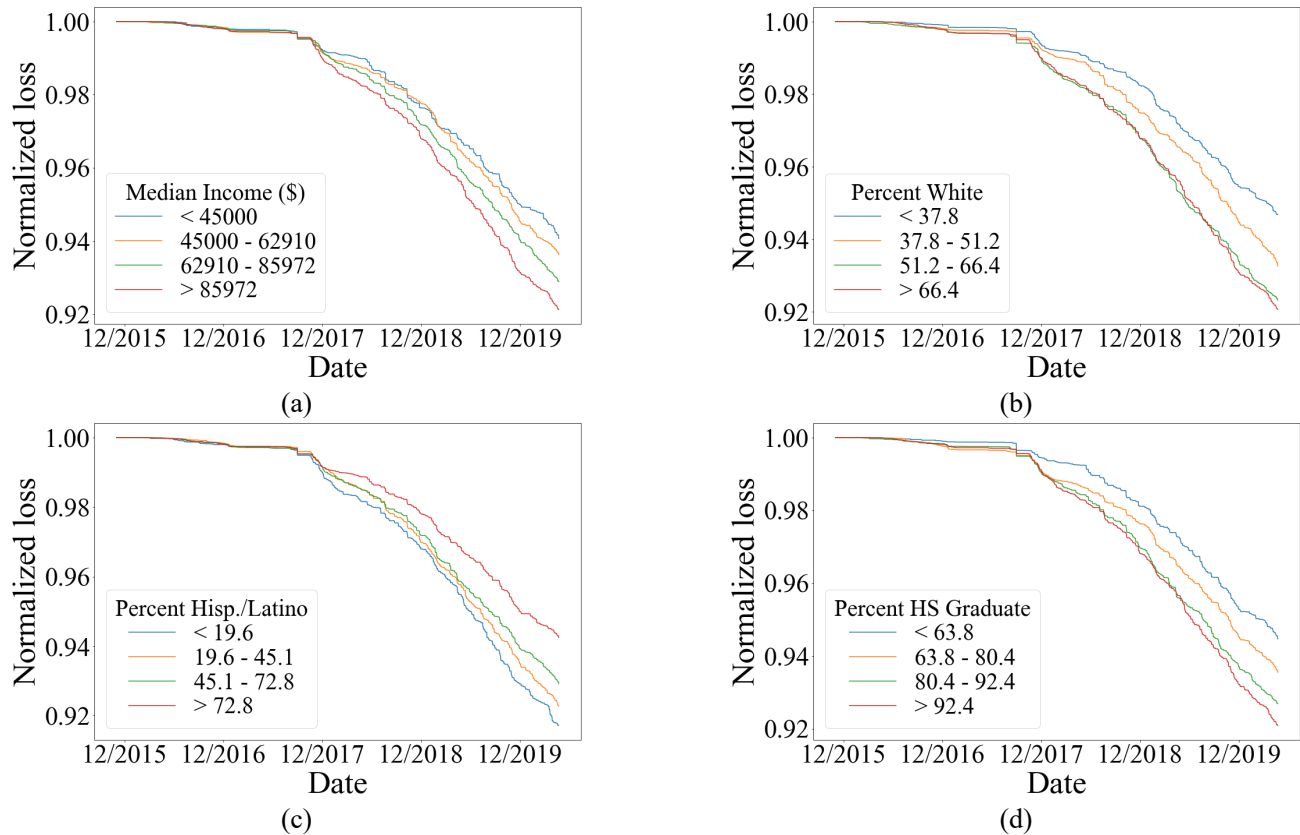 Normalized loss
1.00
0.98
0.96
0.94
0.92
Median Income ($)
< 45000
45000 - 62910
62910 - 85972
> 85972
12/2015 12/2016 12/2017 12/2018 12/2019
Date
(a)
Normalized loss
1.00
0.98
0.96
0.94
0.92
Percent White
< 37.8
37.8 - 51.2
51.2 - 66.4
> 66.4
12/2015 12/2016 12/2017 12/2018 12/2019
Date
(b)
Normalized loss
1.00
0.98
0.96
0.94
0.92
Percent Hisp./Latino
< 19.6
19.6 - 45.1
45.1 - 72.8
> 72.8
12/2015 12/2016 12/2017 12/2018 12/2019
Date
(c)
Normalized loss
1.00
0.98
0.96
0.94
0.92
Percent HS Graduate
< 63.8
63.8 - 80.4
80.4 - 92.4
> 92.4
12/2015 12/2016 12/2017 12/2018 12/2019
Date
(d)